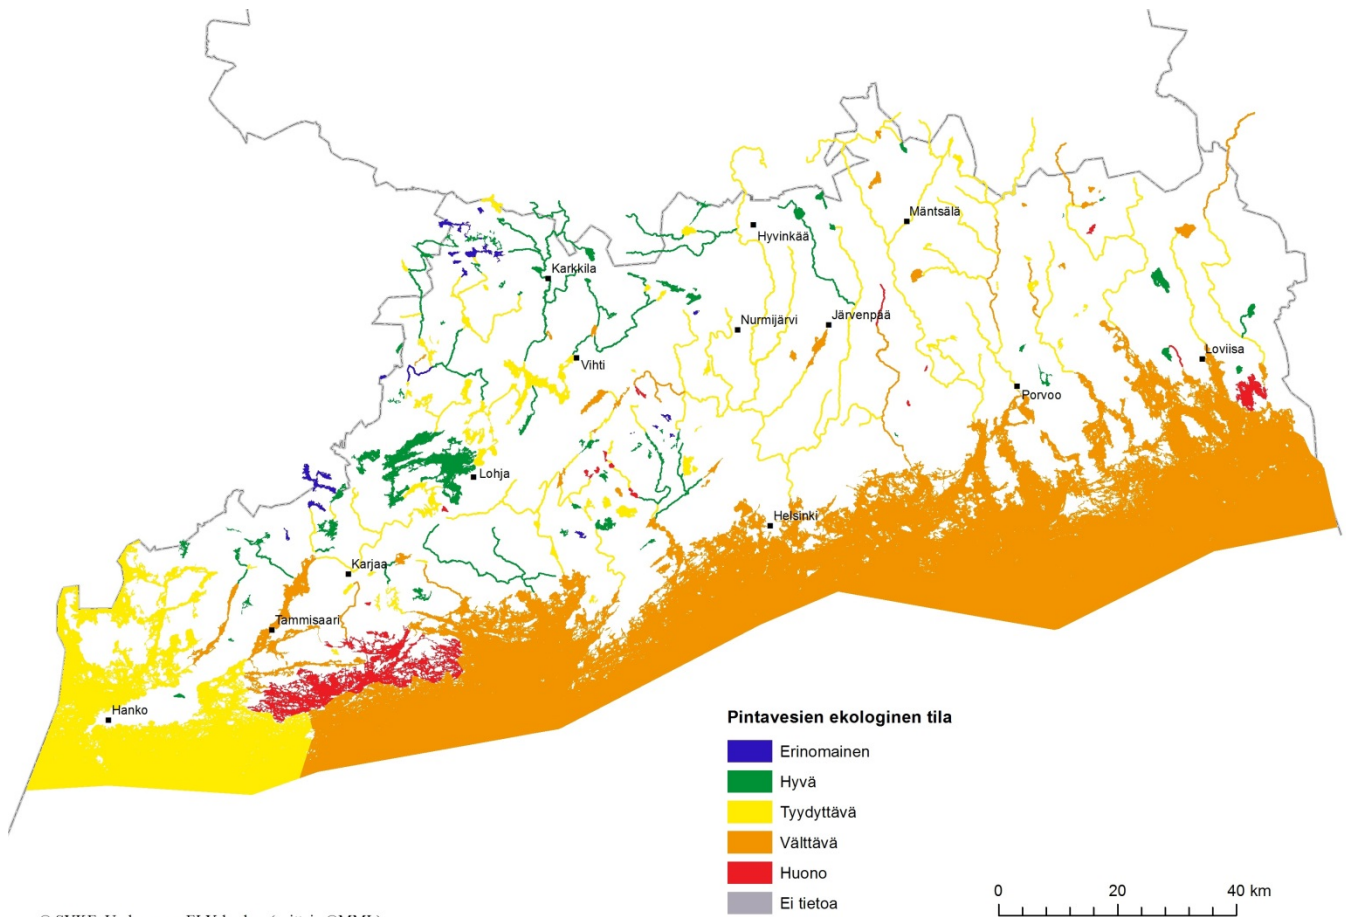 Mäntsälä
Hyvinkää
Karkkila
Nurmijärvi
Järvenpää
Vihti
Loviisa
Porvoo
Lohja
Helsinki
Karjaa
Tammisaari
Hanko
Pintavesien ekologinen tila
Erinomainen
Hyvä
Tyydyttävä
Välttävä
Huono
Ei tietoa
0 20 40 km